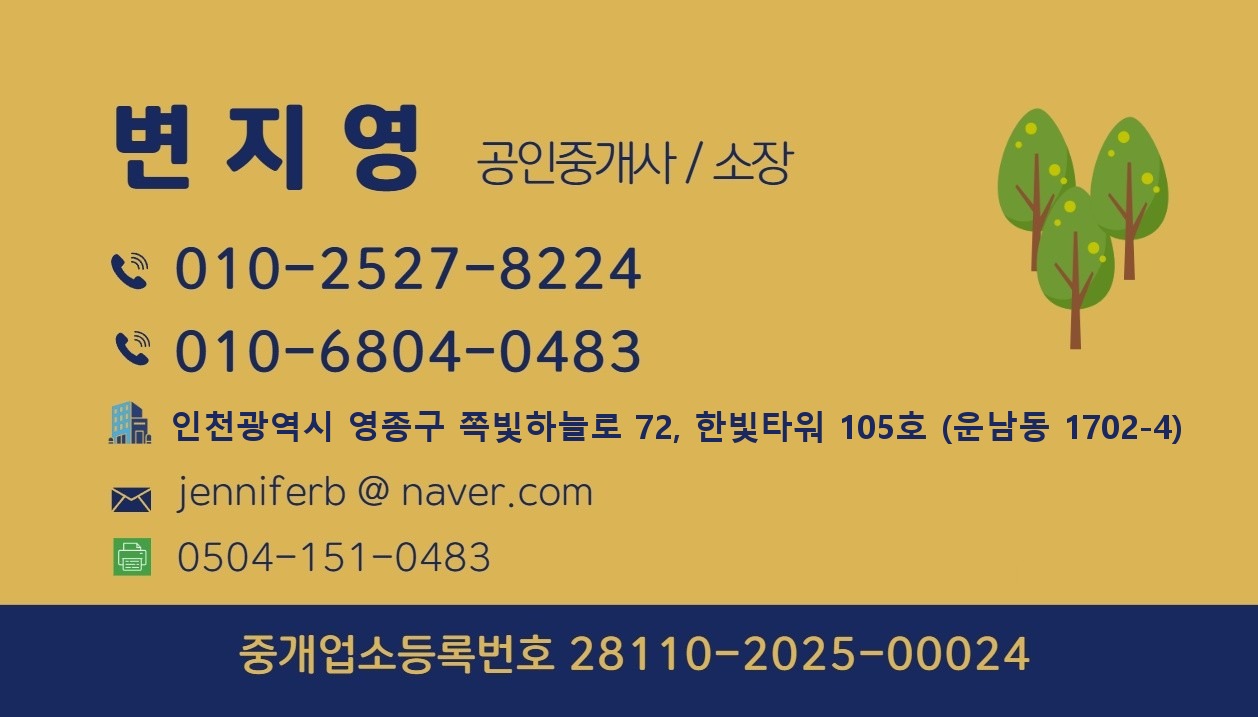 변지영 공인중개사 / 소장
010-2527-8224
010-6804-0483
인천광역시 영종구 쪽빛하늘로 72, 한빛타워 105호 (운남동 1702-4)
jenniferb @ naver.com
0504-151-0483
중개업소등록번호 28110-2025-00024